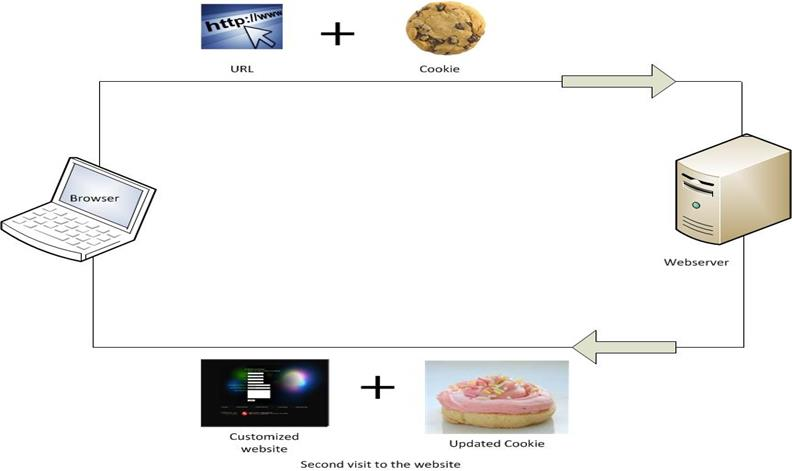 http://www
URL
+
Cookie
Browser
Webserver
+
Customized
website
Updated Cookie
Second visit to the website